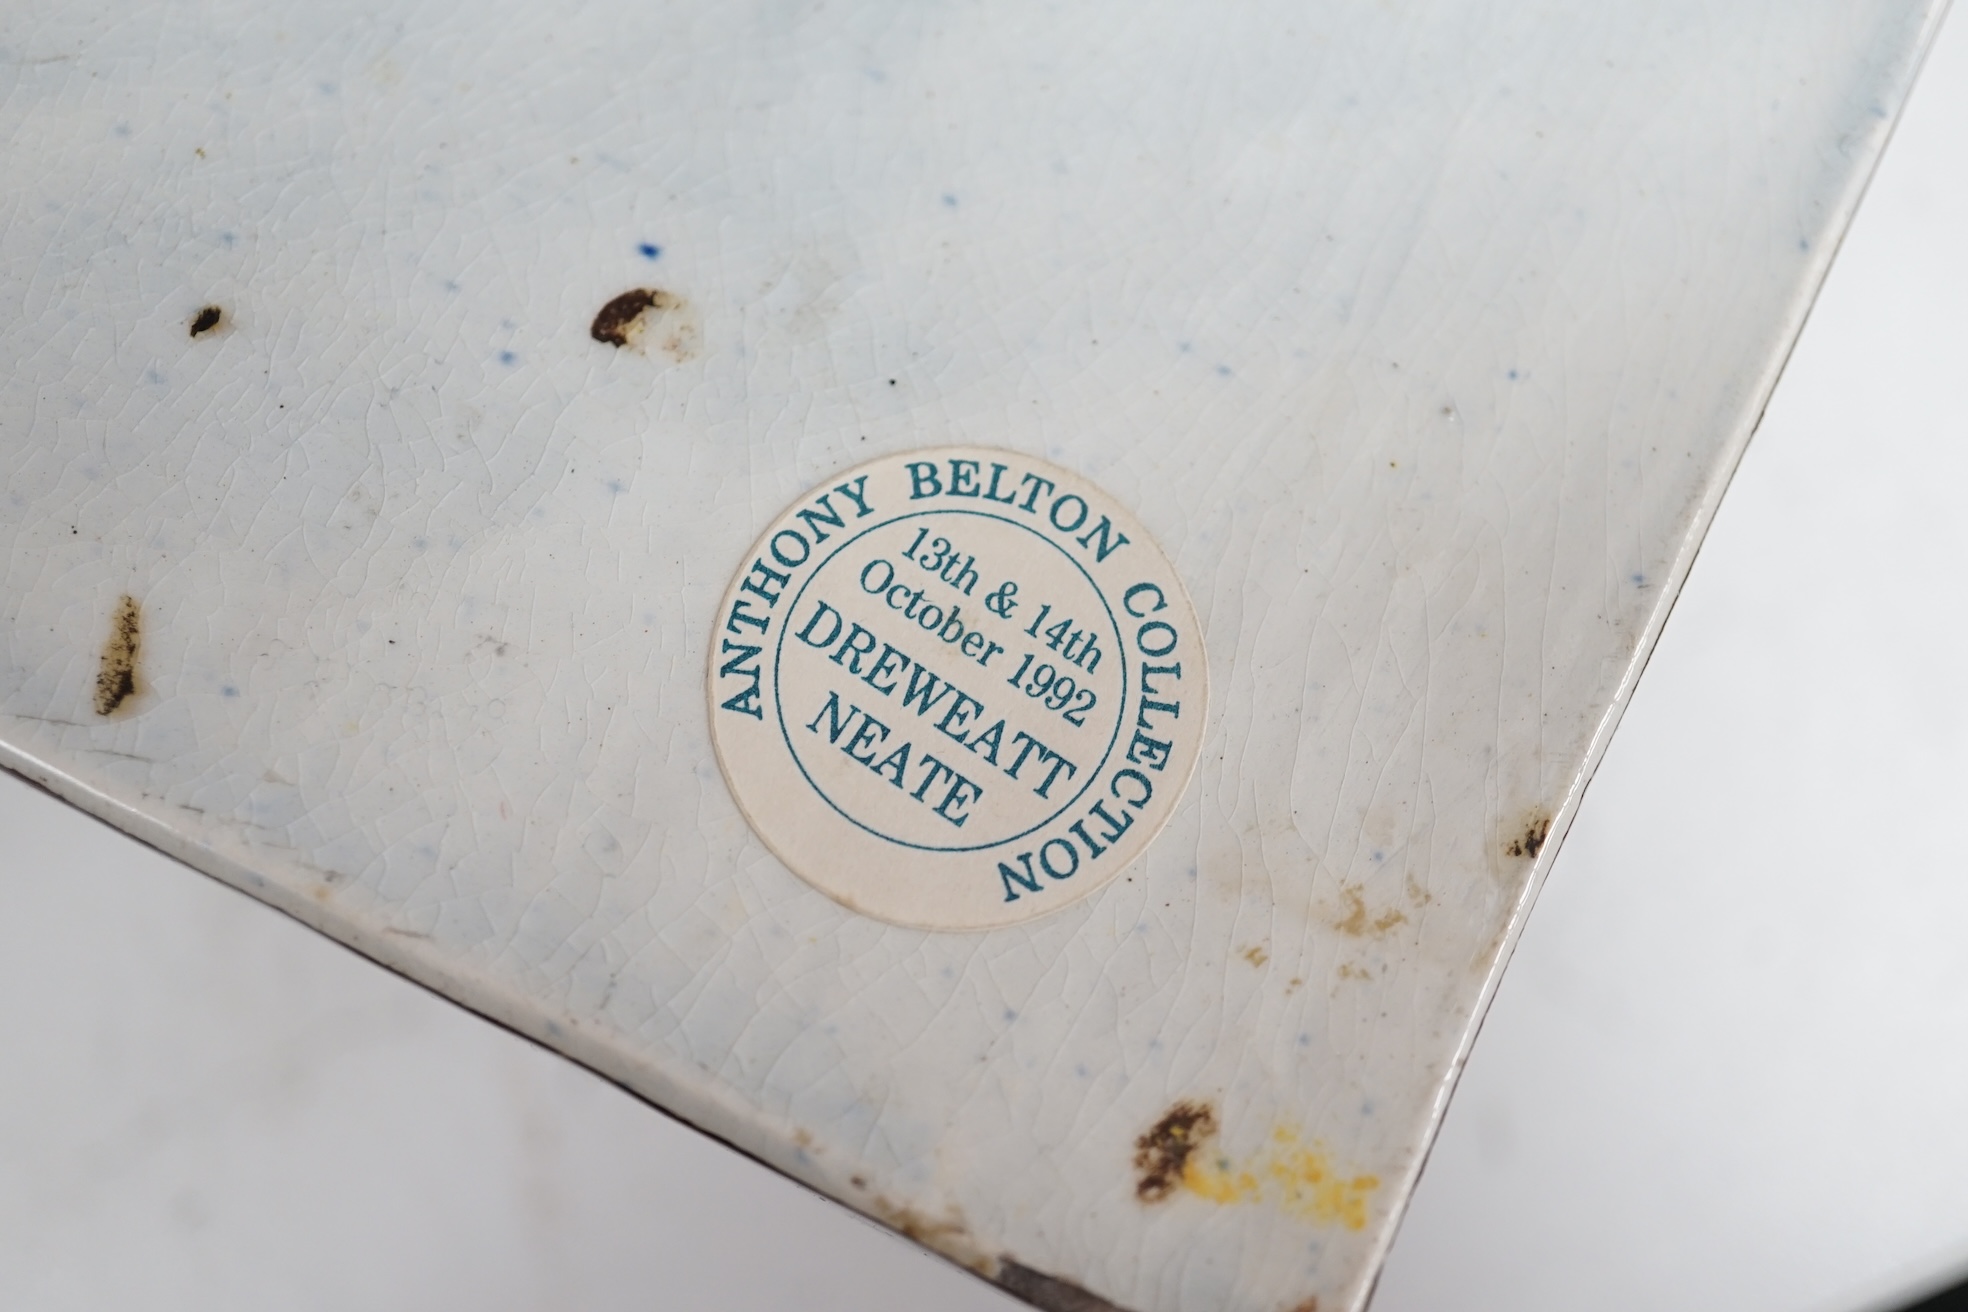 ANTHONY BELTON COLLECTION
13th & 14th
October 1992
DREWEATT
NEATE